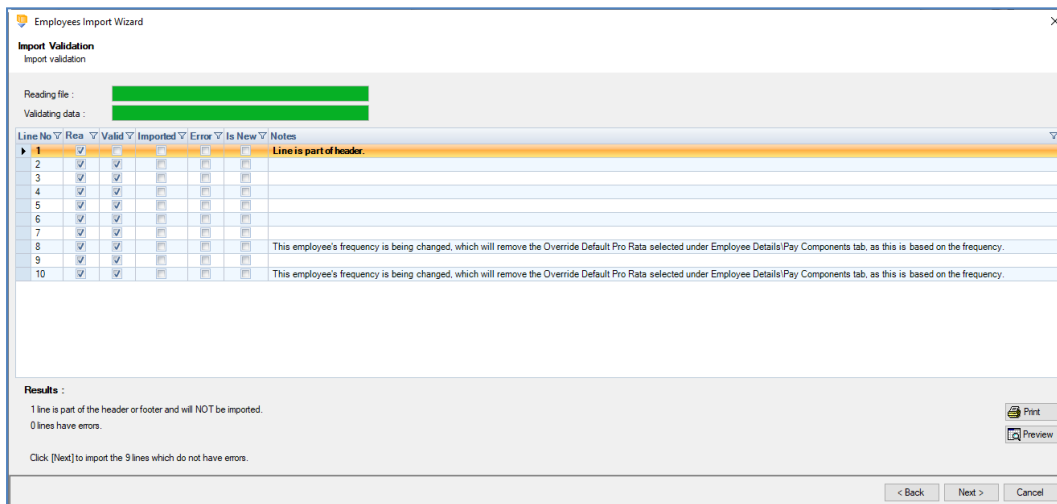 Employees Import Wizard
Import Validation
Import validation
Reading file :
Validating data :
Line No Rea Valid Imported Error Is New Notes
1 Line is part of header.
2
3
4
5
6
7
8 This employee's frequency is being changed, which will remove the Override Default Pro Rata selected under Employee Details\Pay Components tab, as this is based on the frequency.
9
10 This employee's frequency is being changed, which will remove the Override Default Pro Rata selected under Employee Details\Pay Components tab, as this is based on the frequency.
Results :
1 line is part of the header or footer and will NOT be imported.
0 lines have errors.
Print
Preview
Click [Next] to import the 9 lines which do not have errors.
< Back Next > Cancel